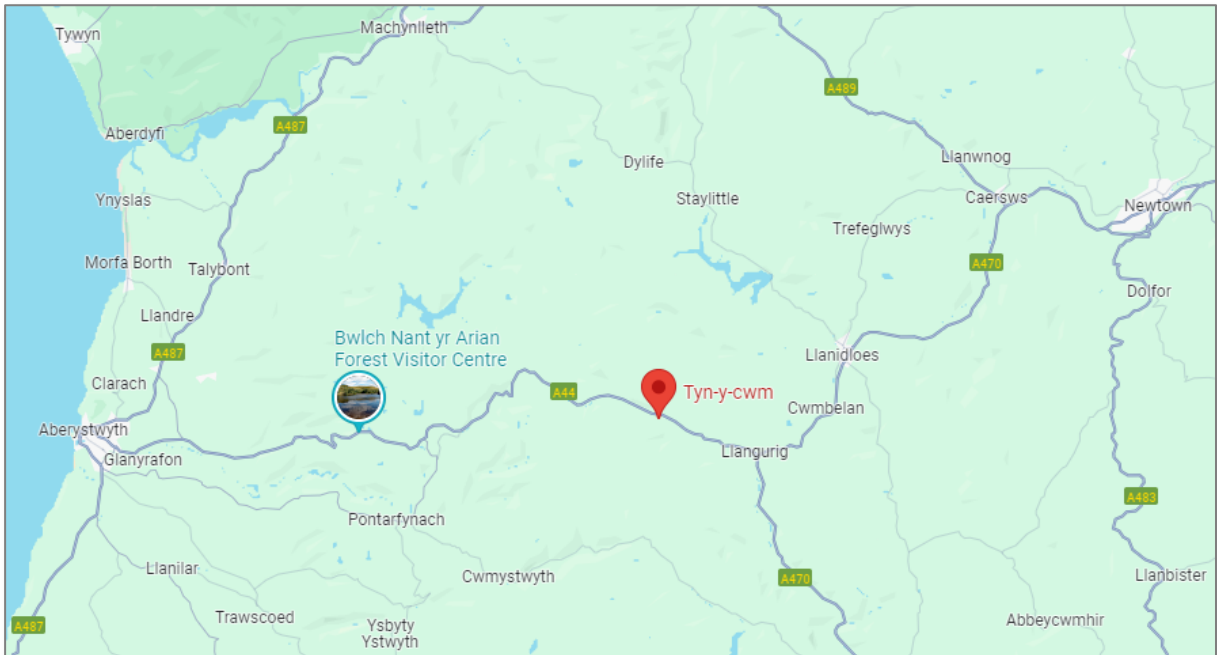 Machynlleth
Tywyn
A489
A487
Aberdyfi
Llanwnog
Dylife
Staylittle
Caersws
Ynyslas
Newtown
Trefeglwys
Morfa Borth
Talybont
A470
Dolfor
Llandre
Bwlch Nant yr Arian
Forest Visitor Centre
A487
Llanidloes
Clarach
A44
Tyn-y-cwm
Cwmbelan
Aberystwyth
Glanyrafon
Llangurig
A483
Pontarfynach
Llanilar
Cwmystwyth
A470
Llanbister
Trawscoed
Abbeycwmhir
A487
Ysbyty
Ystwyth